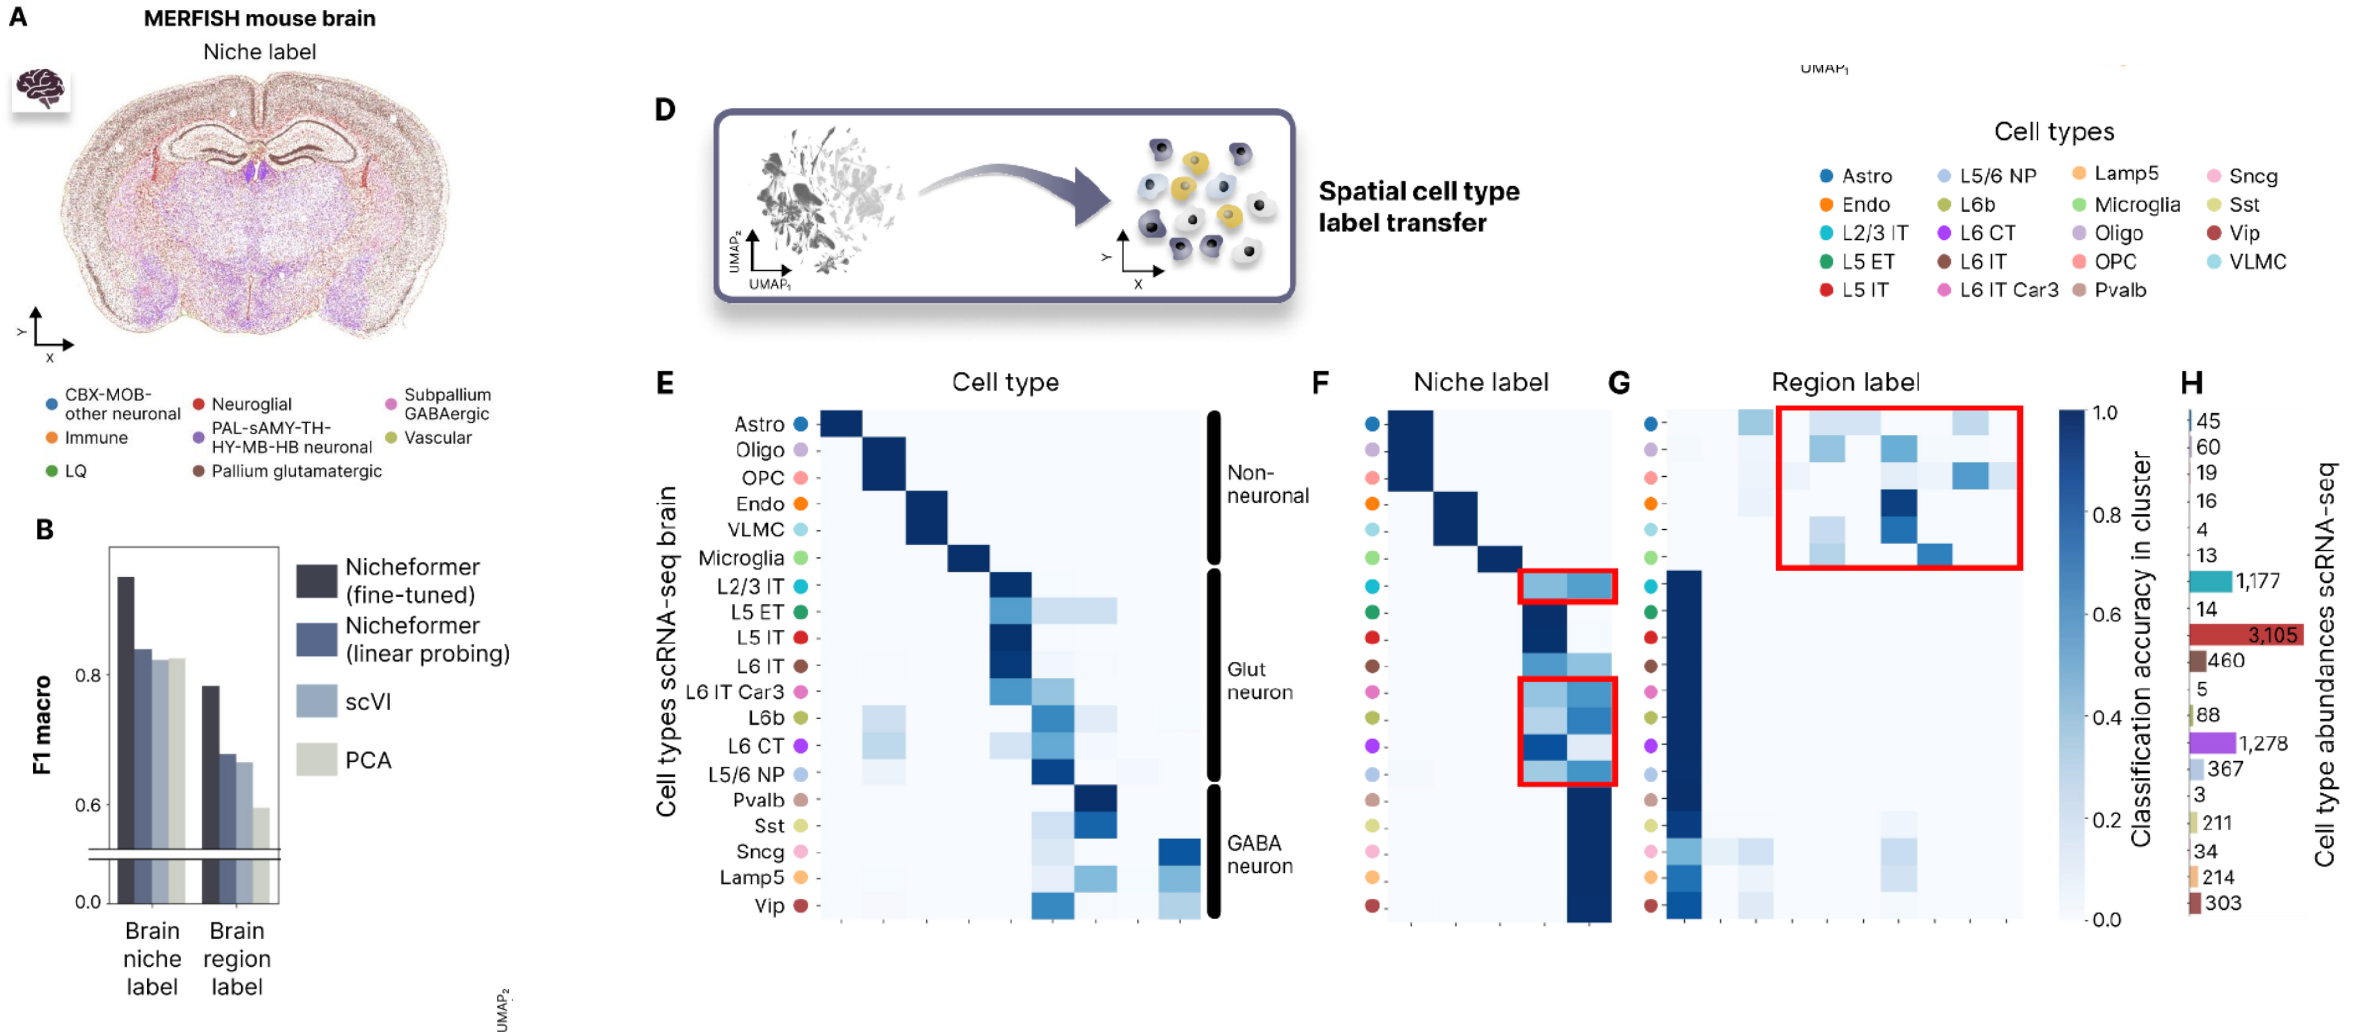 A
MERFISH mouse brain
Niche label
Y
X
CBX-MOB-
other neuronal
Immune
LQ
Neuroglial
PAL-sAMY-TH-
HY-MB-HB neuronal
Pallium glutamatergic
Subpallium
GABAergic
Vascular
B
F1 macro
0.8
0.6
0.0
Brain
niche
label
Brain
region
label
Nicheformer
(fine-tuned)
Nicheformer
(linear probing)
scVI
PCA
UMAP₂
D
UMAP₂
UMAP₁
Y
X
Spatial cell type
label transfer
UMAP₁
Cell types
Astro
Endo
L2/3 IT
L5 ET
L5 IT
L5/6 NP
L6b
L6 CT
L6 IT
L6 IT Car3
Lamp5
Microglia
Oligo
OPC
Pvalb
Sncg
Sst
Vip
VLMC
E
Cell type
Cell types scRNA-seq brain
Astro
Oligo
OPC
Endo
VLMC
Microglia
L2/3 IT
L5 ET
L5 IT
L6 IT
L6 IT Car3
L6b
L6 CT
L5/6 NP
Pvalb
Sst
Sncg
Lamp5
Vip
Non-
neuronal
Glut
neuron
GABA
neuron
F
Niche label
G
Region label
1.0
0.8
0.6
0.4
0.2
0.0
Classification accuracy in cluster
H
45
60
19
16
4
13
1,177
14
3,105
460
5
88
1,278
367
3
211
34
214
303
Cell type abundances scRNA-seq